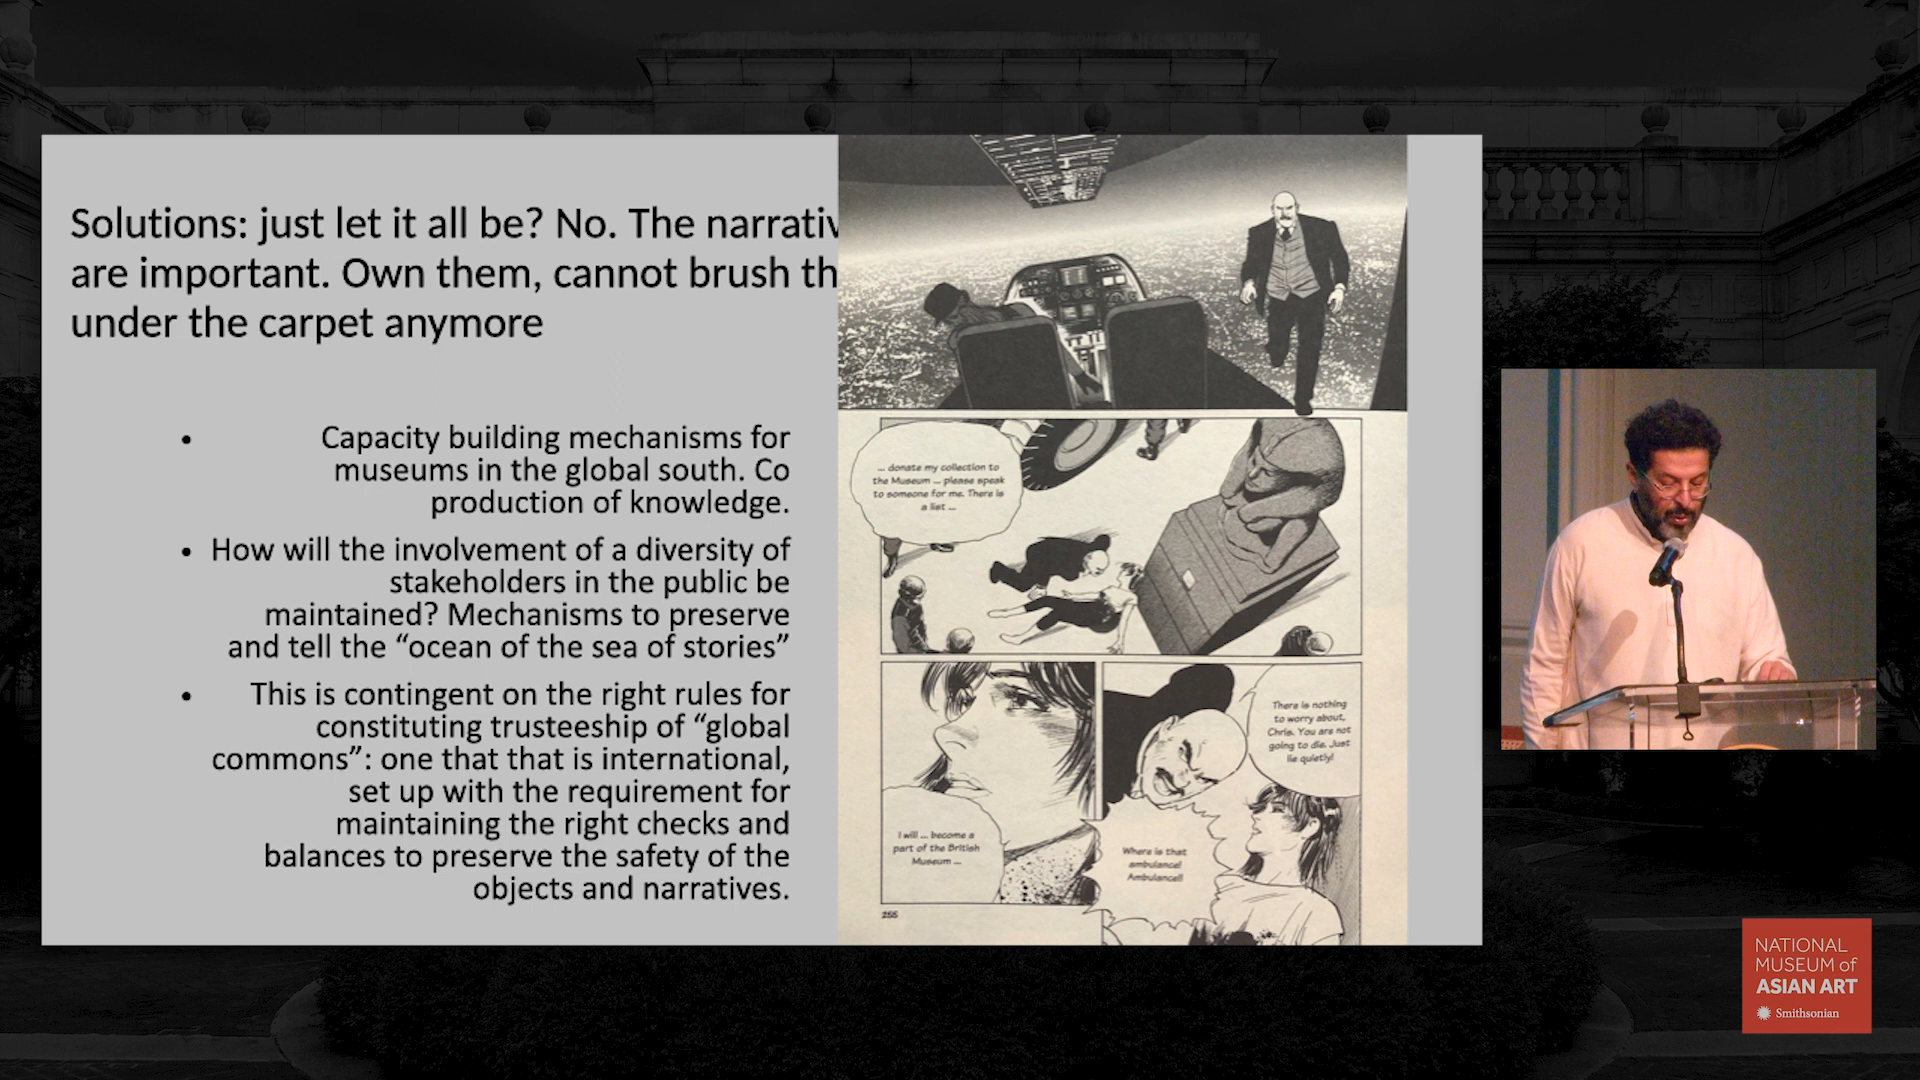 Solutions: just let it all be? No. The narrativ
are important. Own them, cannot brush th
under the carpet anymore
• Capacity building mechanisms for
museums in the global south. Co
production of knowledge.
• How will the involvement of a diversity of
stakeholders in the public be
maintained? Mechanisms to preserve
and tell the “ocean of the sea of stories”
• This is contingent on the right rules for
constituting trusteeship of “global
commons”: one that that is international,
set up with the requirement for
maintaining the right checks and
balances to preserve the safety of the
objects and narratives.
... donate my collection to
the Museum ... please speak
to someone for me. There is
a list ...
There is nothing
to worry about,
Chris. You are not
going to die. Just
lie quietly!
I will ... become a
part of the British
Museum ...
Where is that
ambulance!
Ambulance!!
255
NATIONAL
MUSEUM of
ASIAN ART
Smithsonian